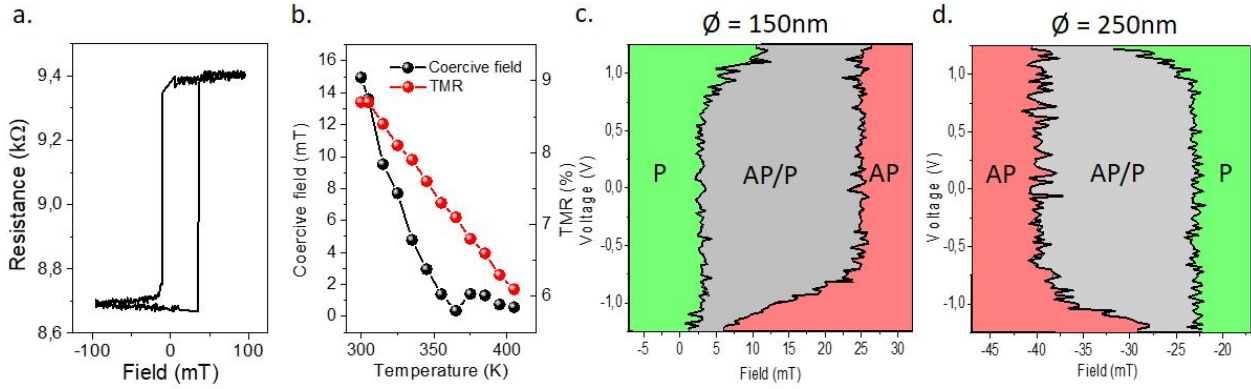 a.
9,4
9,2
9,0
8,8
8,6
Resistance (kΩ)
-100
0
100
Field (mT)
b.
16
14
12
10
8
6
4
2
0
Coercive field (mT)
Coercive field
TMR
9
8
7
6
TMR (%)
300
350
400
Temperature (K)
c.
Ø = 150nm
1,0
0,5
0,0
-0,5
-1,0
Voltage (V)
P
AP/P
AP
-5
0
5
10
15
20
25
30
Field (mT)
d.
Ø = 250nm
1,0
0,5
0,0
-0,5
-1,0
Voltage (V)
AP
AP/P
P
-45
-40
-35
-30
-25
-20
Field (mT)